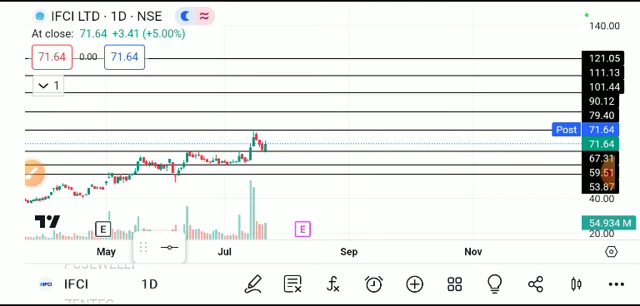 IFCI LTD · 1D · NSE
At close: 71.64 +3.41 (+5.00%)
71.64 0.00 71.64
1
140.00
121.05
111.13
101.44
90.12
79.40
Post 71.64
71.64
67.31
59.51
53.87
40.00
54.934 M
20.00
E E
May Jul Sep Nov
IFCI 1D